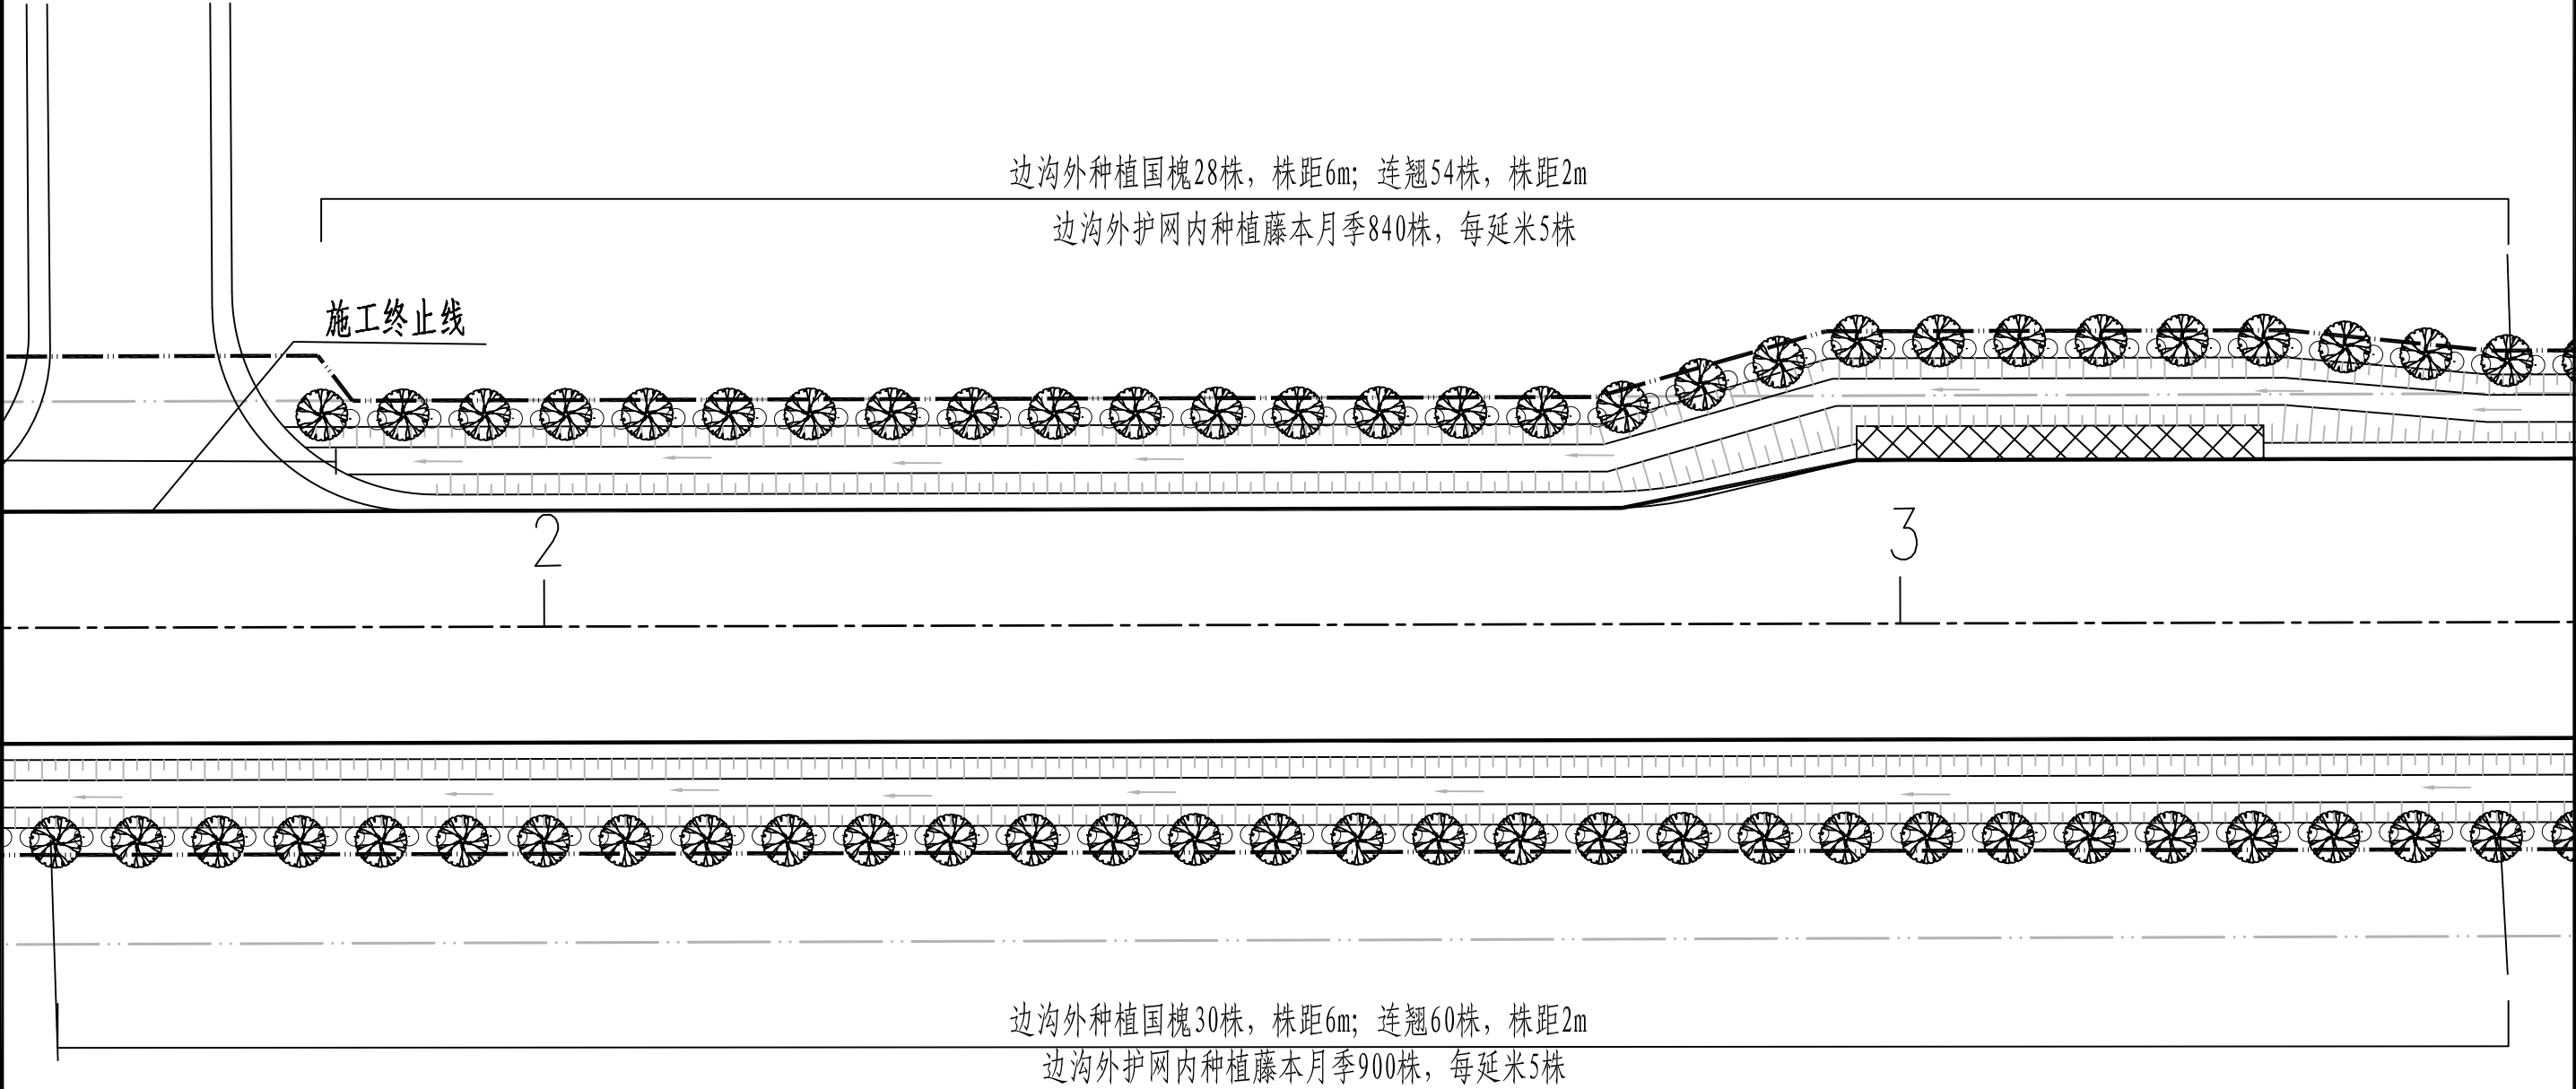 边沟外种植国槐28株，株距6m；连翘54株，株距2m
边沟外护网内种植藤本月季840株，每延米5株
施工终止线
2
3
边沟外种植国槐30株，株距6m；连翘60株，株距2m
边沟外护网内种植藤本月季900株，每延米5株